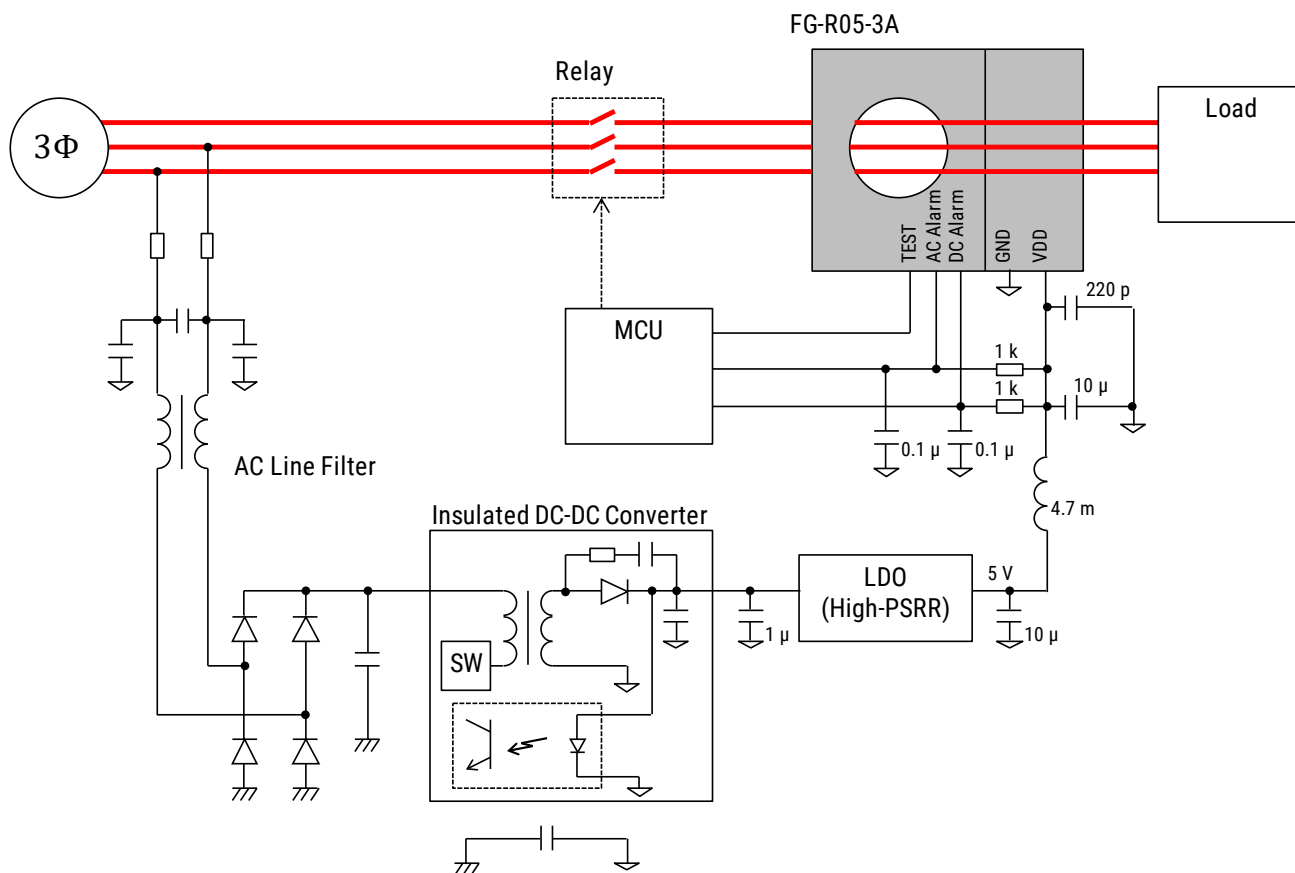 FG-R05-3A
Relay
3Φ
Load
TEST
AC Alarm
DC Alarm
GND
VDD
220 p
MCU
1 k
1 k
10 µ
0.1 µ
0.1 µ
AC Line Filter
4.7 m
Insulated DC-DC Converter
LDO
(High-PSRR)
5 V
1 µ
10 µ
SW